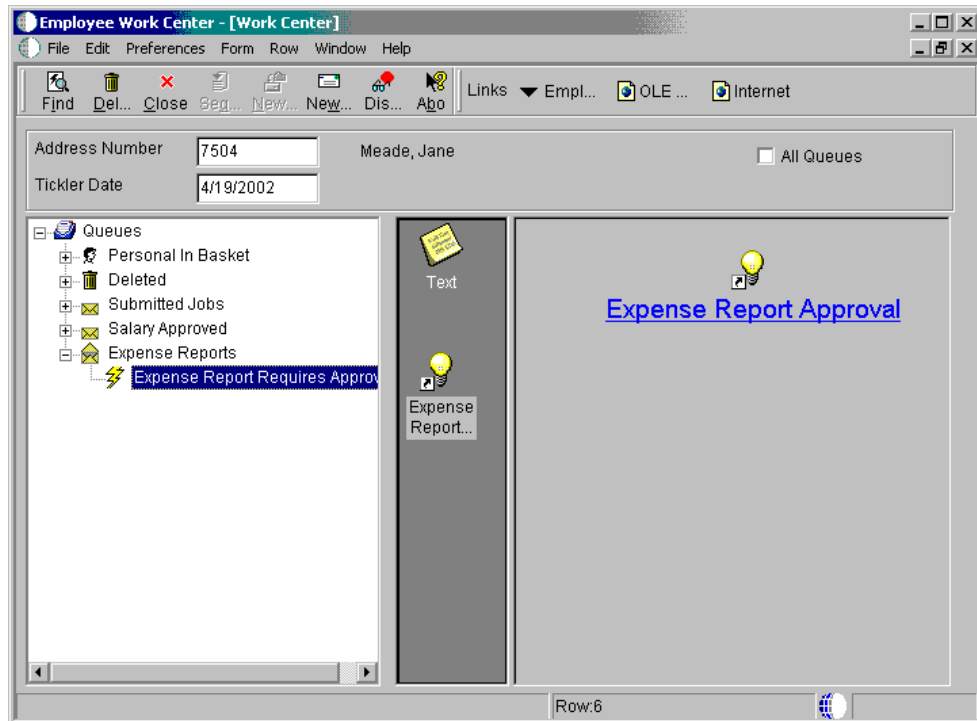 Employee Work Center - [Work Center]
File Edit Preferences Form Row Window Help
Find Del... Close Seq... New... New... Dis... Abo
Links Empl... OLE ... Internet
Address Number 7504 Meade, Jane All Queues
Tickler Date 4/19/2002
Queues
Personal In Basket
Deleted
Submitted Jobs
Salary Approved
Expense Reports
Expense Report Requires Approv
Text
Expense
Report...
Expense Report Approval
Row:6